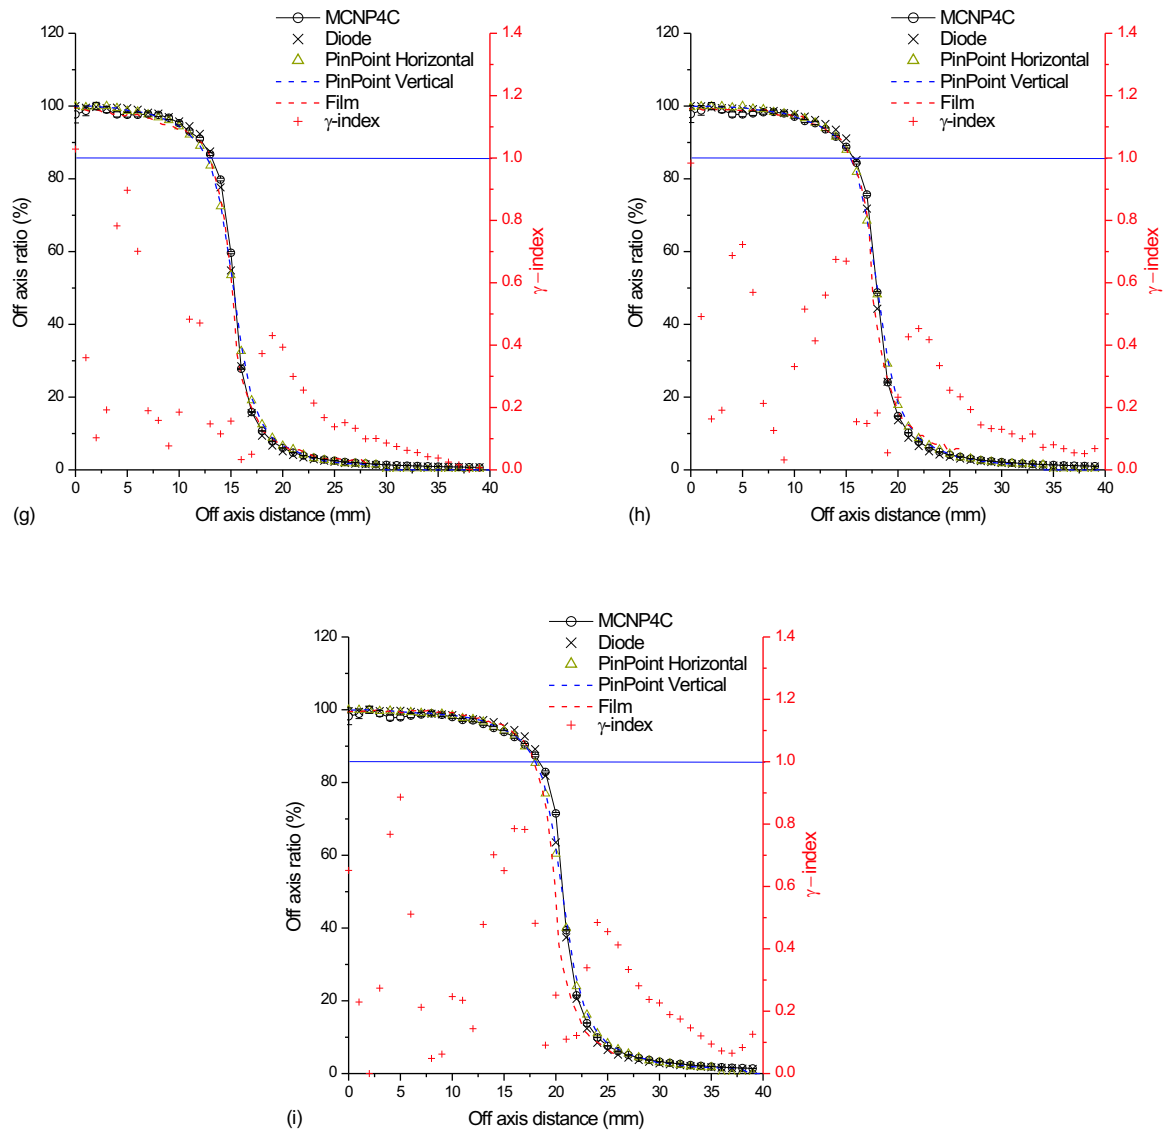 MCNP4C
Diode
PinPoint Horizontal
PinPoint Vertical
Film
γ-index
120
100
80
60
40
20
0
Off axis ratio (%)
1.4
1.2
1.0
0.8
0.6
0.4
0.2
0.0
γ−index
0 5 10 15 20 25 30 35 40
Off axis distance (mm)
(g)
MCNP4C
Diode
PinPoint Horizontal
PinPoint Vertical
Film
γ-index
120
100
80
60
40
20
0
Off axis ratio (%)
1.4
1.2
1.0
0.8
0.6
0.4
0.2
0.0
γ−index
0 5 10 15 20 25 30 35 40
Off axis distance (mm)
(h)
MCNP4C
Diode
PinPoint Horizontal
PinPoint Vertical
Film
γ-index
120
100
80
60
40
20
0
Off axis ratio (%)
1.4
1.2
1.0
0.8
0.6
0.4
0.2
0.0
γ−index
0 5 10 15 20 25 30 35 40
Off axis distance (mm)
(i)